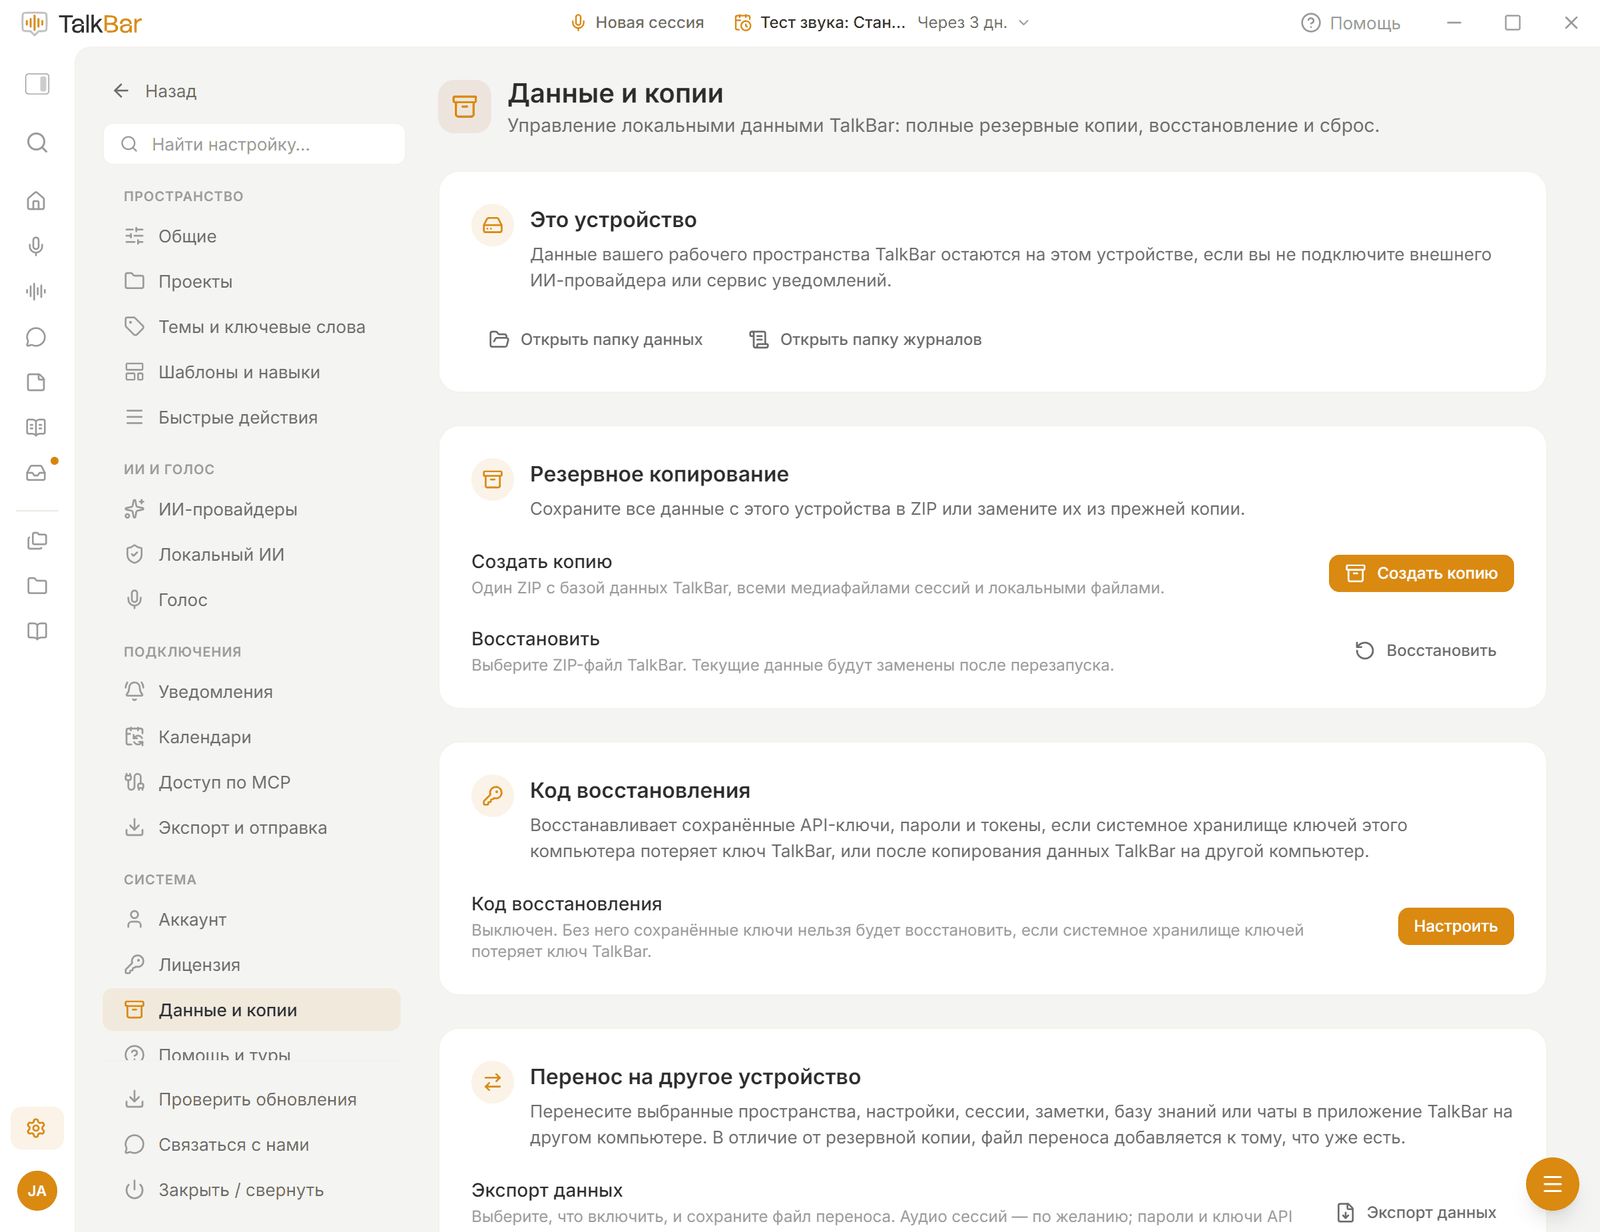 TalkBar
Новая сессия
Тест звука: Стан... Через 3 дн.
Помощь
Назад
Найти настройку...
ПРОСТРАНСТВО
Общие
Проекты
Темы и ключевые слова
Шаблоны и навыки
Быстрые действия
ИИ И ГОЛОС
ИИ-провайдеры
Локальный ИИ
Голос
ПОДКЛЮЧЕНИЯ
Уведомления
Календари
Доступ по MCP
Экспорт и отправка
СИСТЕМА
Аккаунт
Лицензия
Данные и копии
Помощь и туры
Проверить обновления
Связаться с нами
Закрыть / свернуть
JA
Данные и копии
Управление локальными данными TalkBar: полные резервные копии, восстановление и сброс.
Это устройство
Данные вашего рабочего пространства TalkBar остаются на этом устройстве, если вы не подключите внешнего
ИИ-провайдера или сервис уведомлений.
Открыть папку данных
Открыть папку журналов
Резервное копирование
Сохраните все данные с этого устройства в ZIP или замените их из прежней копии.
Создать копию
Один ZIP с базой данных TalkBar, всеми медиафайлами сессий и локальными файлами.
Создать копию
Восстановить
Выберите ZIP-файл TalkBar. Текущие данные будут заменены после перезапуска.
Восстановить
Код восстановления
Восстанавливает сохранённые API-ключи, пароли и токены, если системное хранилище ключей этого
компьютера потеряет ключ TalkBar, или после копирования данных TalkBar на другой компьютер.
Код восстановления
Выключен. Без него сохранённые ключи нельзя будет восстановить, если системное хранилище ключей
потеряет ключ TalkBar.
Настроить
Перенос на другое устройство
Перенесите выбранные пространства, настройки, сессии, заметки, базу знаний или чаты в приложение TalkBar на
другом компьютере. В отличие от резервной копии, файл переноса добавляется к тому, что уже есть.
Экспорт данных
Выберите, что включить, и сохраните файл переноса. Аудио сессий — по желанию; пароли и ключи API
Экспорт данных